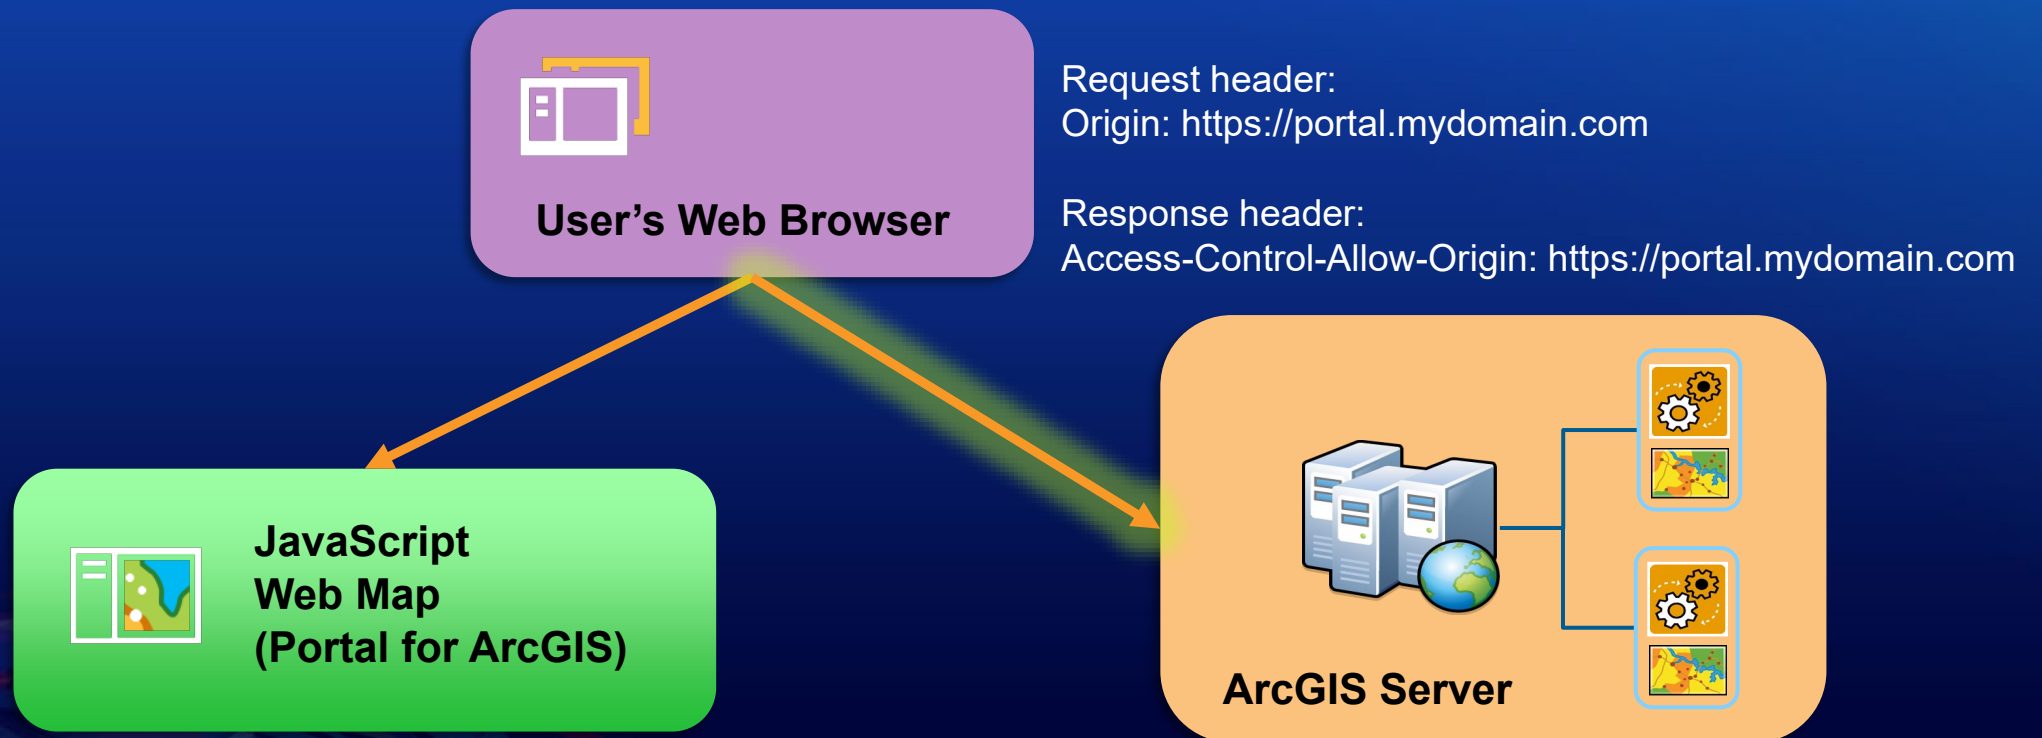 User’s Web Browser
Request header:
Origin: https://portal.mydomain.com
Response header:
Access-Control-Allow-Origin: https://portal.mydomain.com
JavaScript
Web Map
(Portal for ArcGIS)
ArcGIS Server